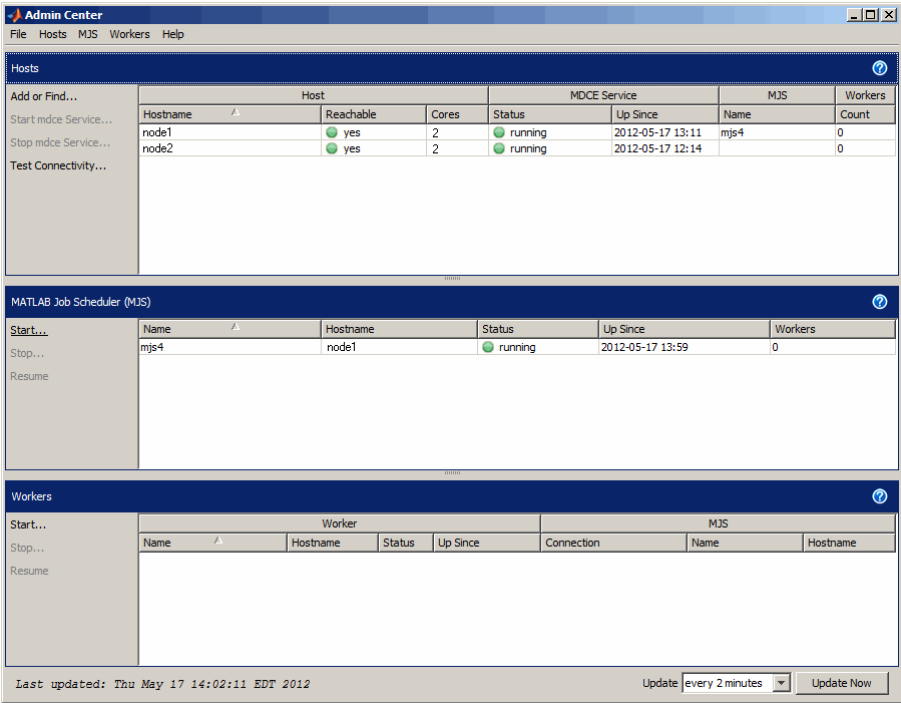 Admin Center
File Hosts MJS Workers Help
Hosts
Add or Find...
Start mdce Service...
Stop mdce Service...
Test Connectivity...
Host MDCE Service MJS Workers
Hostname Reachable Cores Status Up Since Name Count
node1 yes 2 running 2012-05-17 13:11 mjs4 0
node2 yes 2 running 2012-05-17 12:14 0
MATLAB Job Scheduler (MJS)
Start...
Stop...
Resume
Name Hostname Status Up Since Workers
mjs4 node1 running 2012-05-17 13:59 0
Workers
Start...
Stop...
Resume
Worker MJS
Name Hostname Status Up Since Connection Name Hostname
Last updated: Thu May 17 14:02:11 EDT 2012 Update every 2 minutes Update Now